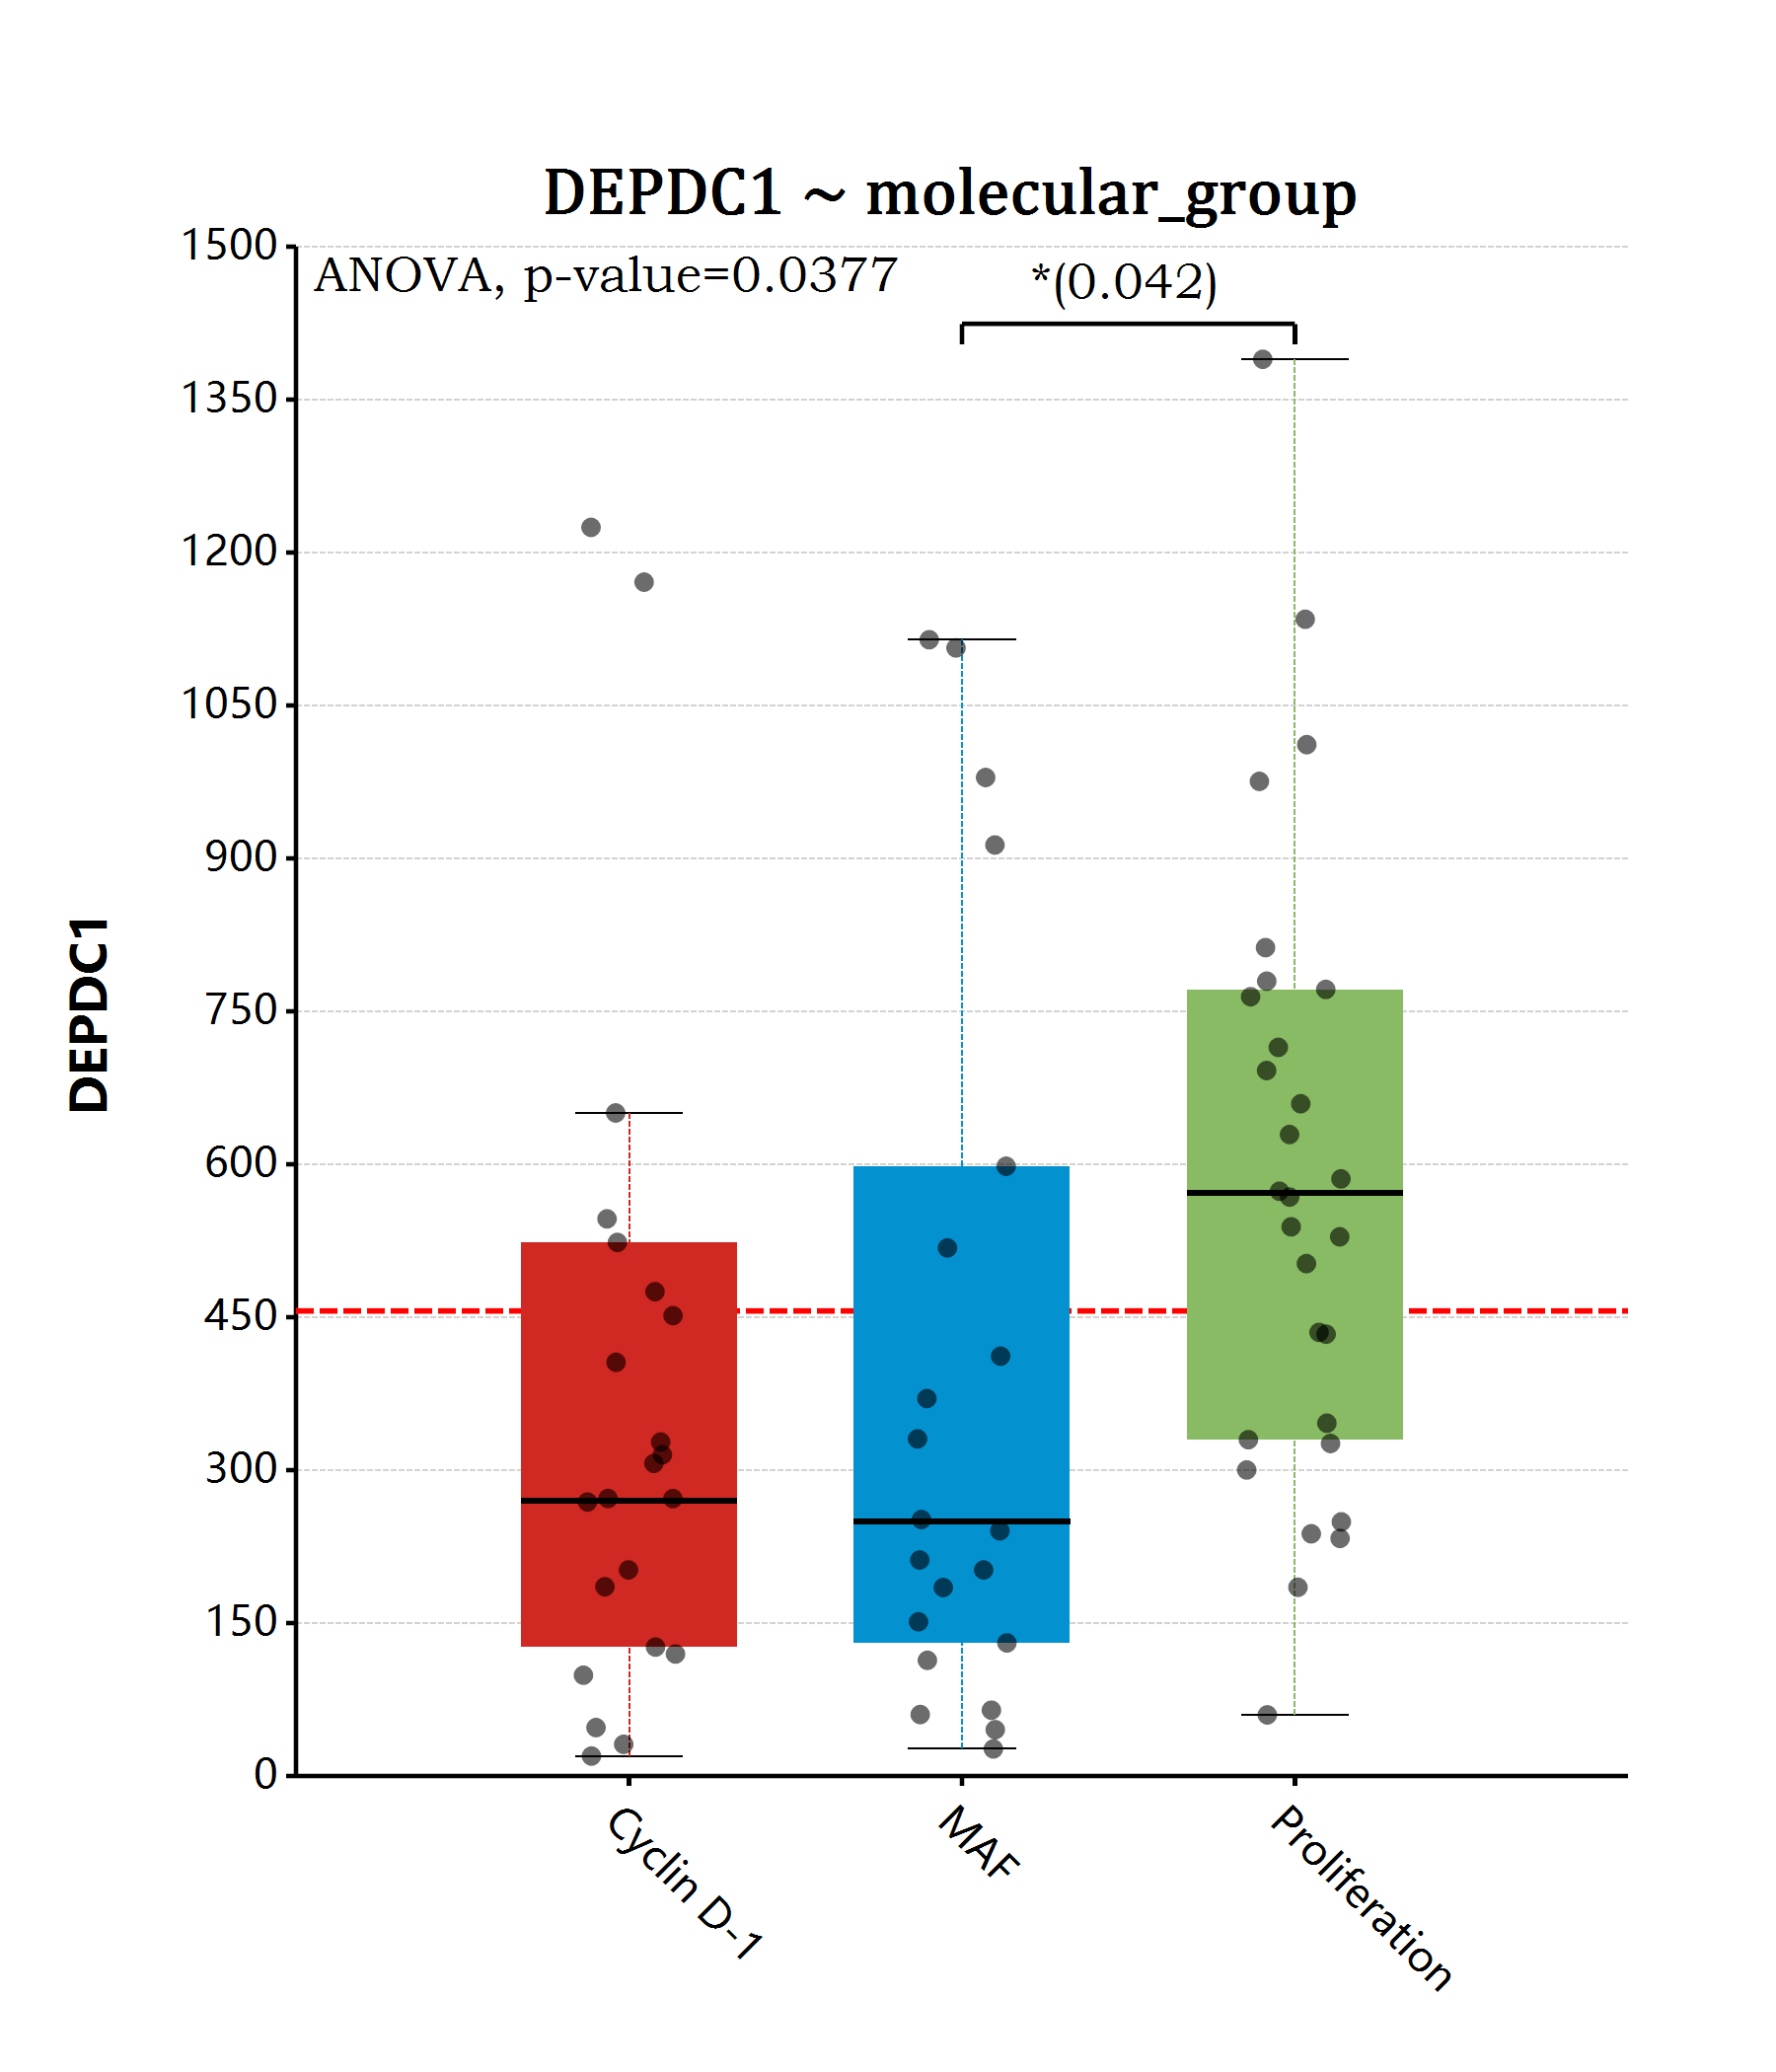 DEPDC1 ~ molecular_group
ANOVA, p-value=0.0377
*(0.042)
1500
1350
1200
1050
900
750
600
450
300
150
0
DEPDC1
Cyclin D-1
MAF
Proliferation